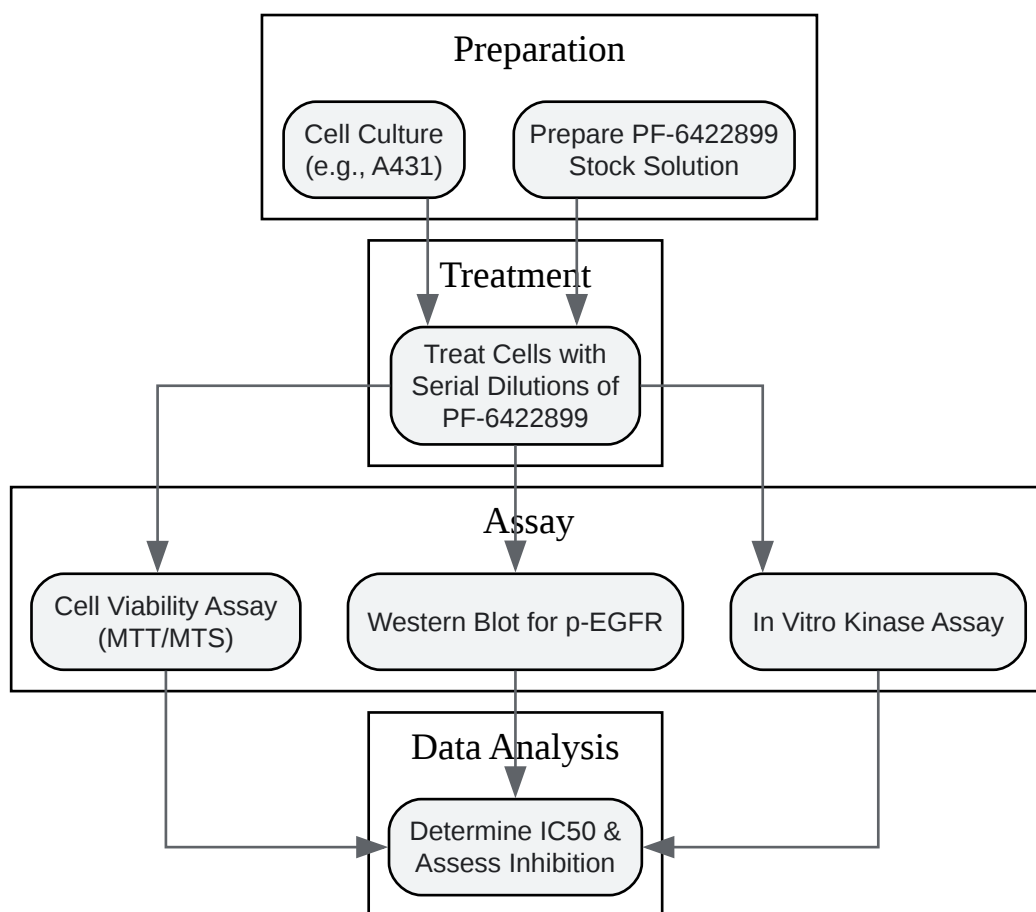 Preparation
Cell Culture
(e.g., A431)
Prepare PF-6422899
Stock Solution
Treatment
Treat Cells with
Serial Dilutions of
PF-6422899
Assay
Cell Viability Assay
(MTT/MTS)
Western Blot for p-EGFR
In Vitro Kinase Assay
Data Analysis
Determine IC50 &
Assess Inhibition